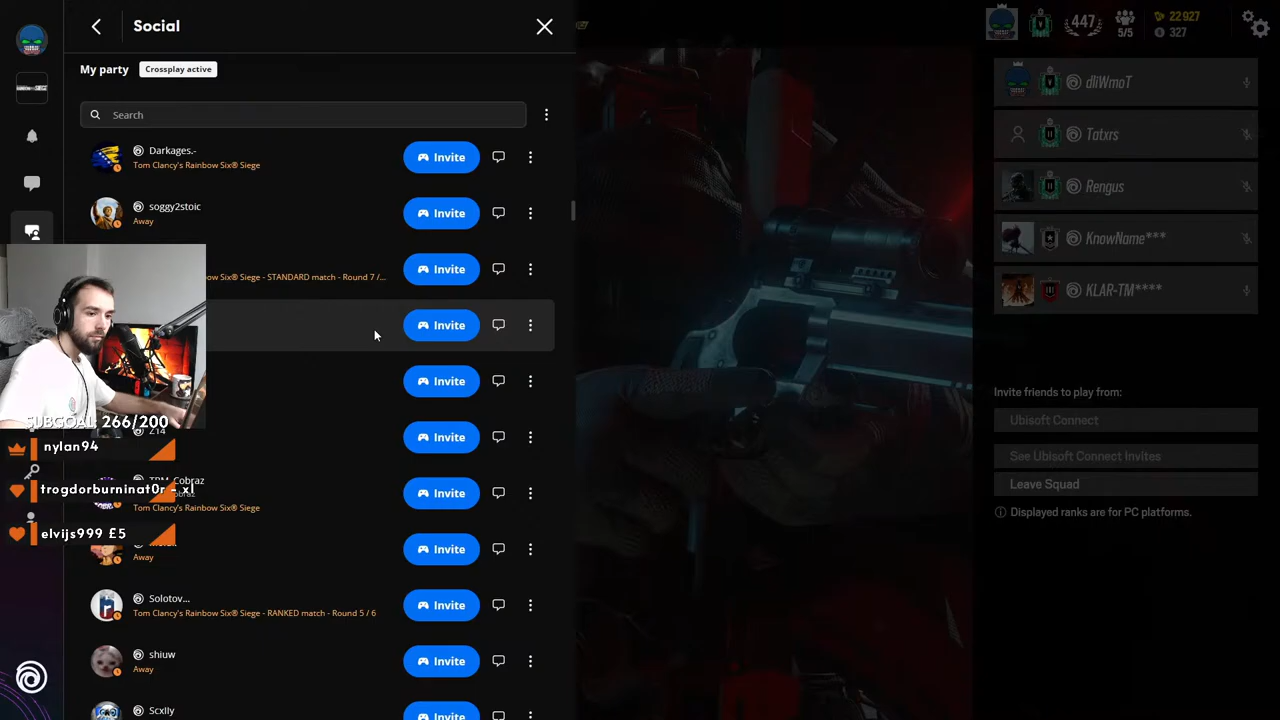 Social
447
5/5
22 927
327
My party
Crossplay active
Search
Darkages.-
Tom Clancy's Rainbow Six® Siege
Invite
soggy2stoic
Away
Invite
ow Six® Siege - STANDARD match - Round 7 /...
Invite
Invite
Invite
Invite
Cobraz
Tom Clancy's Rainbow Six® Siege
Invite
Away
Invite
Solotov...
Tom Clancy's Rainbow Six® Siege - RANKED match - Round 5 / 6
Invite
shiuw
Away
Invite
Scxlly
Invite
SUBGOAL: 266/200
nylan94
trogdorburninat0r - x1
elvijs999 £5
dliWmoT
Tatxrs
Rengus
KnowName***
KLAR-TM****
Invite friends to play from:
Ubisoft Connect
See Ubisoft Connect Invites
Leave Squad
Displayed ranks are for PC platforms.